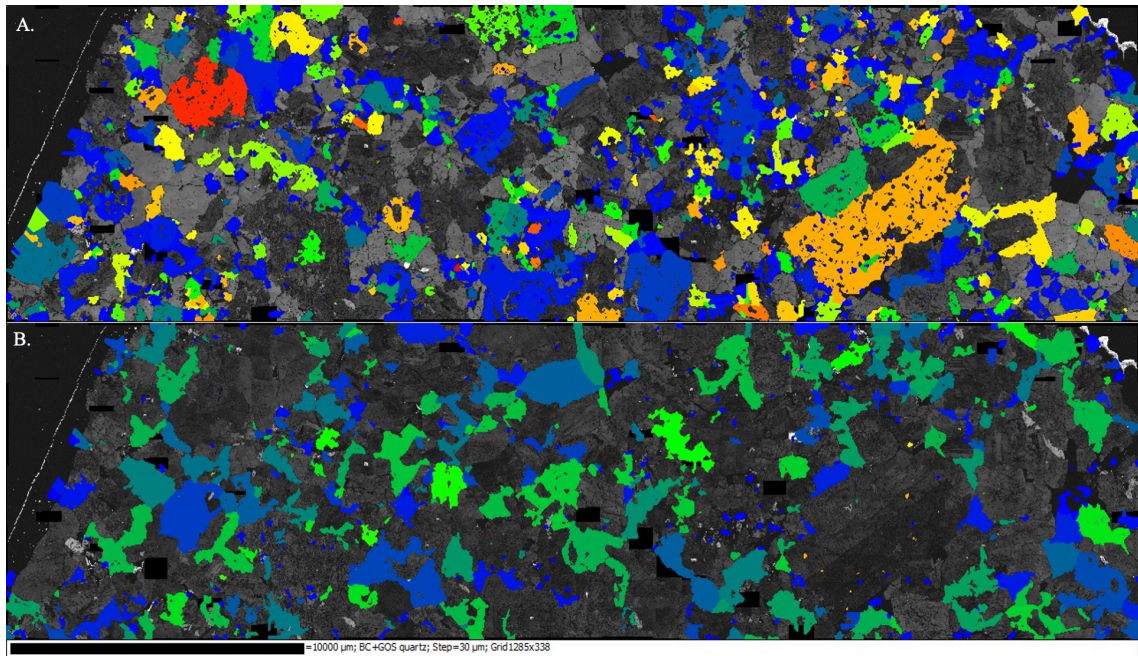 A.
B.
=10000 µm; BC+GOS quartz; Step=30 µm; Grid1285x338